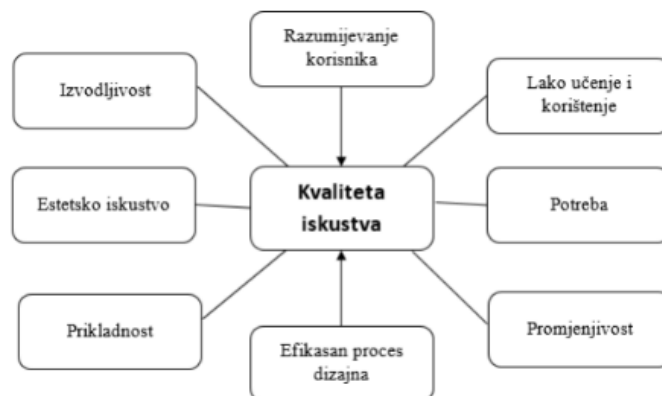 Razumijevanje
korisnika
Izvodljivost
Lako učenje i
korištenje
Estetsko iskustvo
Kvaliteta
iskustva
Potreba
Prikladnost
Efikasan proces
dizajna
Promjenjivost